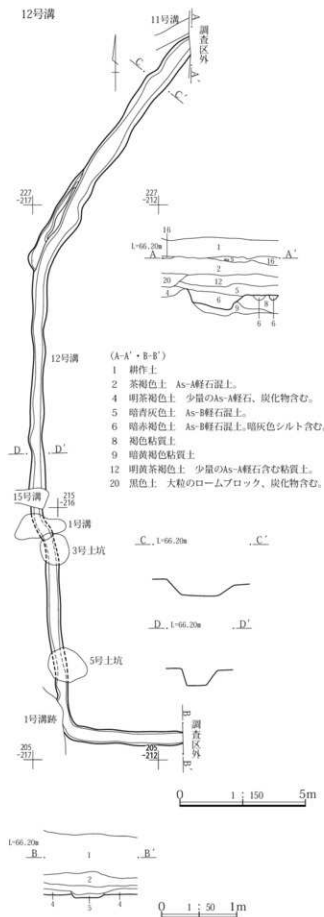 12号溝
11号溝
A
調査区外
A'
C
C'
227
-217
227
-212
16
L=66.20m
1
A
A'
16
2
20
12
4
5
6
9
8
6
6
12号溝
(A-A'・B-B')
1 耕作土
2 茶褐色土 As-A軽石混土。
4 明茶褐色土 少量のAs-A軽石、炭化物含む。
5 暗青灰色土 As-B軽石混土。
6 暗赤褐色土 As-B軽石混土。暗灰色シルト含む。
8 褐色粘質土
9 暗黄褐色粘質土
12 明黄茶褐色土 少量のAs-A軽石含む粘質土。
20 黒色土 大粒のロームブロック、炭化物含む。
D
D'
15号溝
215
-216
1号溝
3号土坑
C L=66.20m C'
D L=66.20m D'
5号土坑
1号溝跡
B
調査区外
B'
205
-217
205
-212
0 1：150 5m
L=66.20m
B
1
B'
2
4
5
4
0 1：50 1m